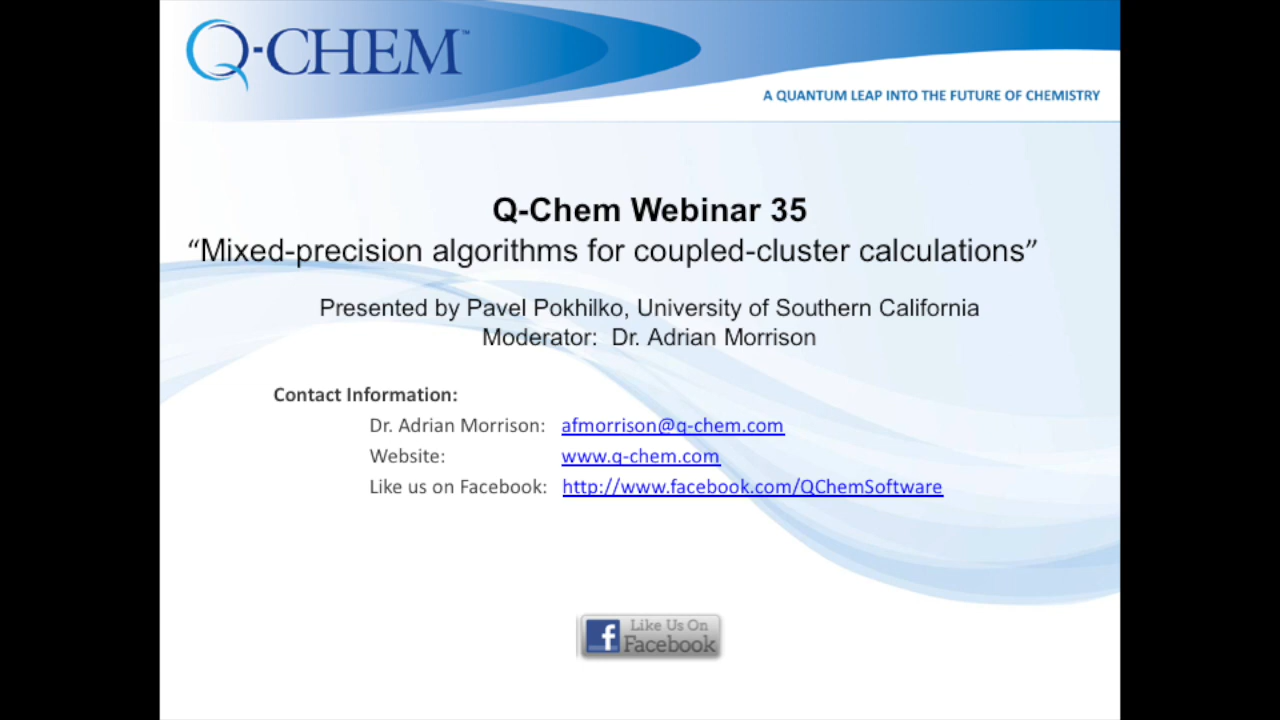 Q-CHEM™
A QUANTUM LEAP INTO THE FUTURE OF CHEMISTRY
Q-Chem Webinar 35
“Mixed-precision algorithms for coupled-cluster calculations”
Presented by Pavel Pokhilko, University of Southern California
Moderator: Dr. Adrian Morrison
Contact Information:
Dr. Adrian Morrison: afmorrison@q-chem.com
Website: www.q-chem.com
Like us on Facebook: http://www.facebook.com/QChemSoftware
f Like Us On
Facebook